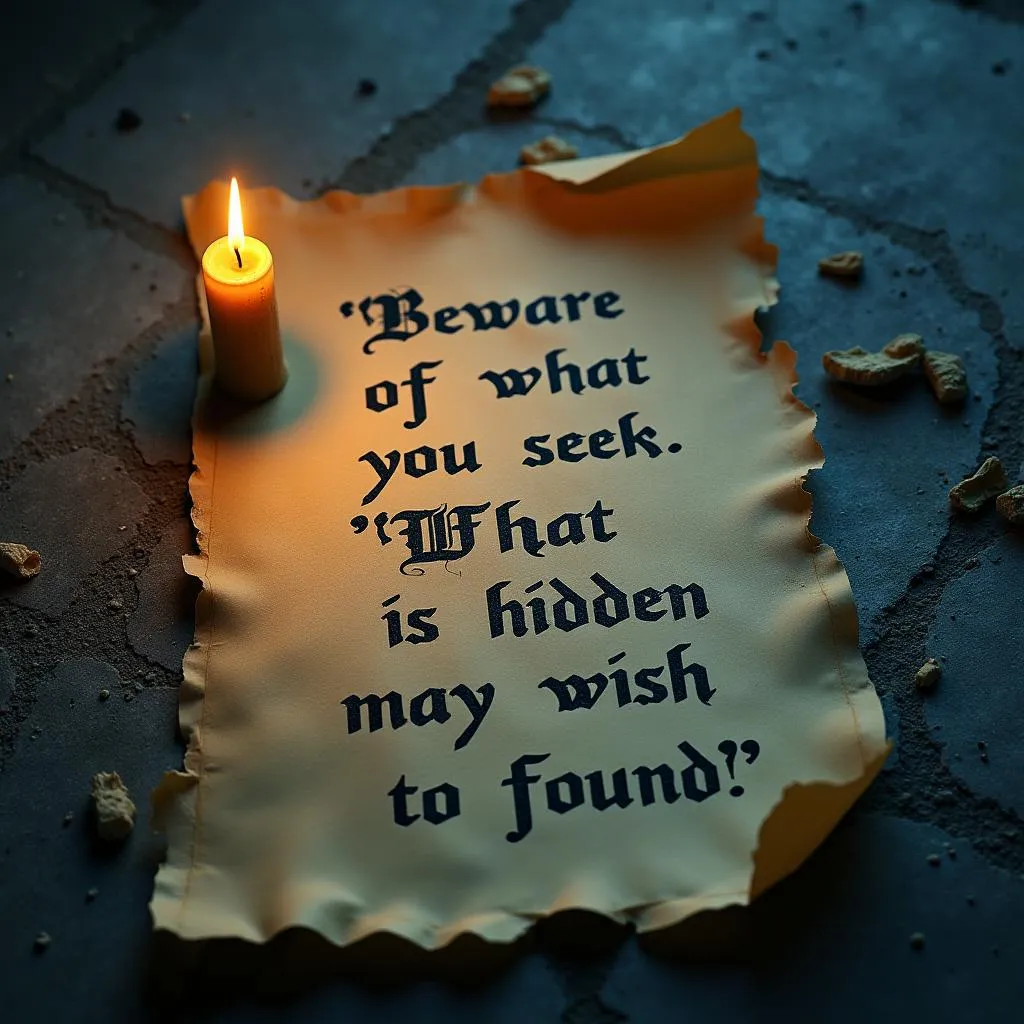 “Beware
of what
you seek.
”‘What
is hidden
may wish
to found!”